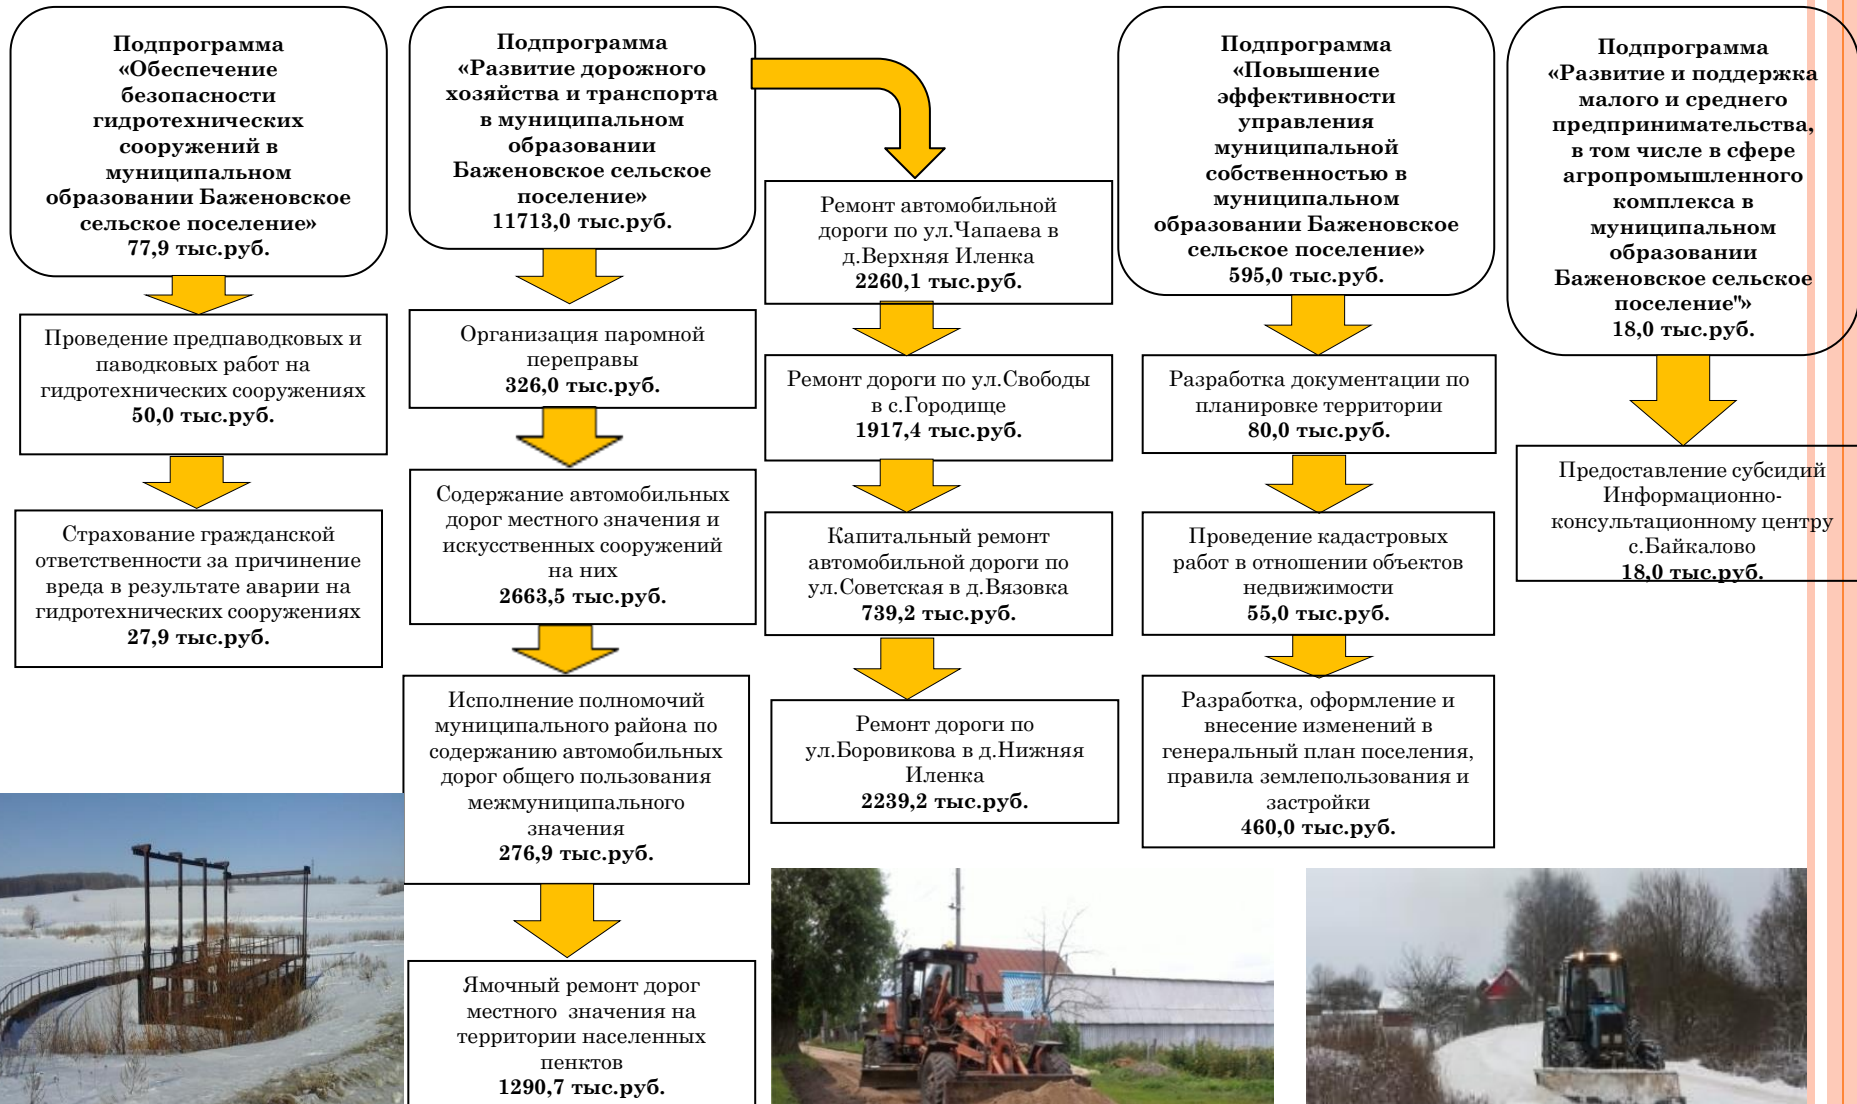 Подпрограмма
«Обеспечение
безопасности
гидротехнических
сооружений в
муниципальном
образовании Баженовское
сельское поселение»
77,9 тыс.руб.
Проведение предпаводковых и
паводковых работ на
гидротехнических сооружениях
50,0 тыс.руб.
Страхование гражданской
ответственности за причинение
вреда в результате аварии на
гидротехнических сооружениях
27,9 тыс.руб.
Подпрограмма
«Развитие дорожного
хозяйства и транспорта
в муниципальном
образовании
Баженовское сельское
поселение»
11713,0 тыс.руб.
Организация паромной
переправы
326,0 тыс.руб.
Содержание автомобильных
дорог местного значения и
искусственных сооружений
на них
2663,5 тыс.руб.
Исполнение полномочий
муниципального района по
содержанию автомобильных
дорог общего пользования
межмуниципального
значения
276,9 тыс.руб.
Ямочный ремонт дорог
местного значения на
территории населенных
пенктов
1290,7 тыс.руб.
Ремонт автомобильной
дороги по ул.Чапаева в
д.Верхняя Иленка
2260,1 тыс.руб.
Ремонт дороги по ул.Свободы
в с.Городище
1917,4 тыс.руб.
Капитальный ремонт
автомобильной дороги по
ул.Советская в д.Вязовка
739,2 тыс.руб.
Ремонт дороги по
ул.Боровикова в д.Нижняя
Иленка
2239,2 тыс.руб.
Подпрограмма
«Повышение
эффективности
управления
муниципальной
собственностью в
муниципальном
образовании Баженовское
сельское поселение»
595,0 тыс.руб.
Разработка документации по
планировке территории
80,0 тыс.руб.
Проведение кадастровых
работ в отношении объектов
недвижимости
55,0 тыс.руб.
Разработка, оформление и
внесение изменений в
генеральный план поселения,
правила землепользования и
застройки
460,0 тыс.руб.
Подпрограмма
«Развитие и поддержка
малого и среднего
предпринимательства,
в том числе в сфере
агропромышленного
комплекса в
муниципальном
образовании
Баженовское сельское
поселение"»
18,0 тыс.руб.
Предоставление субсидий
Информационно-
консультационному центру
с.Байкалово
18,0 тыс.руб.